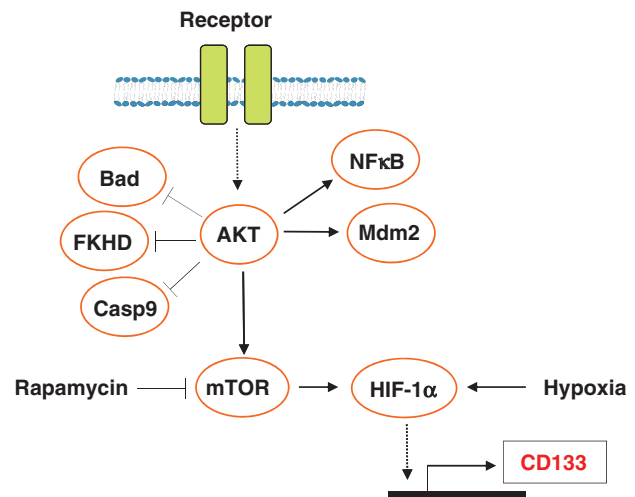 Receptor
NFκB
Bad
AKT
Mdm2
FKHD
Casp9
Rapamycin
mTOR
HIF-1α
Hypoxia
CD133